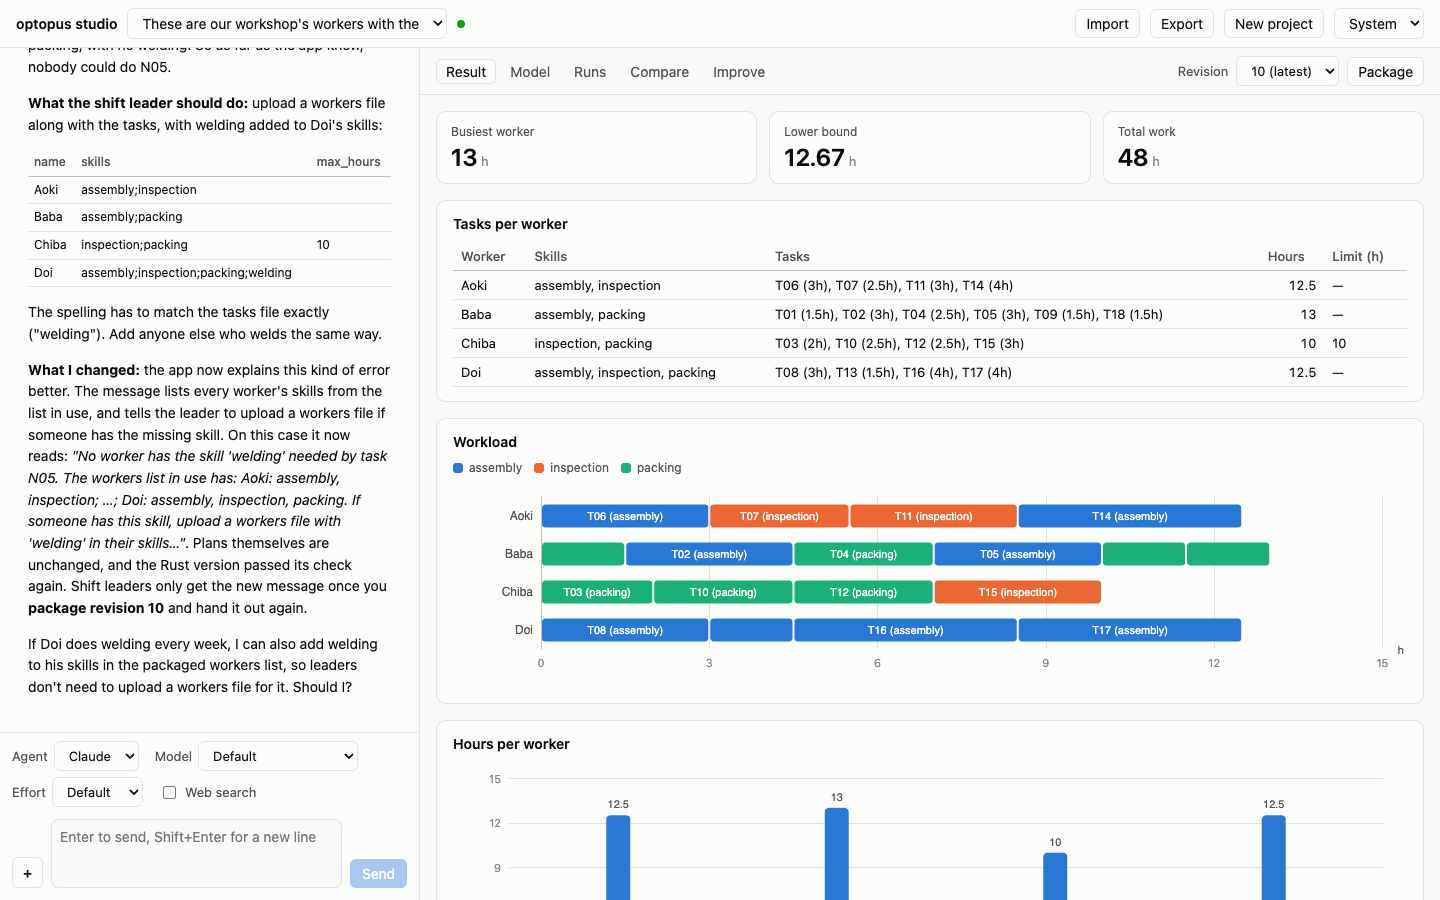 optopus studio
These are our workshop's workers with the
Import
Export
New project
System
nobody could do N05.
What the shift leader should do: upload a workers file
along with the tasks, with welding added to Doi's skills:
name skills max_hours
Aoki assembly;inspection
Baba assembly;packing
Chiba inspection;packing 10
Doi assembly;inspection;packing;welding
The spelling has to match the tasks file exactly
("welding"). Add anyone else who welds the same way.
What I changed: the app now explains this kind of error
better. The message lists every worker's skills from the
list in use, and tells the leader to upload a workers file if
someone has the missing skill. On this case it now
reads: "No worker has the skill 'welding' needed by task
N05. The workers list in use has: Aoki: assembly,
inspection; …; Doi: assembly, inspection, packing. If
someone has this skill, upload a workers file with
'welding' in their skills…". Plans themselves are
unchanged, and the Rust version passed its check
again. Shift leaders only get the new message once you
package revision 10 and hand it out again.
If Doi does welding every week, I can also add welding
to his skills in the packaged workers list, so leaders
don't need to upload a workers file for it. Should I?
Agent Claude Model Default
Effort Default Web search
Enter to send, Shift+Enter for a new line
+
Send
Result Model Runs Compare Improve
Revision 10 (latest) Package
Busiest worker
13 h
Lower bound
12.67 h
Total work
48 h
Tasks per worker
Worker Skills Tasks Hours Limit (h)
Aoki assembly, inspection T06 (3h), T07 (2.5h), T11 (3h), T14 (4h) 12.5 —
Baba assembly, packing T01 (1.5h), T02 (3h), T04 (2.5h), T05 (3h), T09 (1.5h), T18 (1.5h) 13 —
Chiba inspection, packing T03 (2h), T10 (2.5h), T12 (2.5h), T15 (3h) 10 10
Doi assembly, inspection, packing T08 (3h), T13 (1.5h), T16 (4h), T17 (4h) 12.5 —
Workload
assembly inspection packing
Aoki T06 (assembly) T07 (inspection) T11 (inspection) T14 (assembly)
Baba T02 (assembly) T04 (packing) T05 (assembly)
Chiba T03 (packing) T10 (packing) T12 (packing) T15 (inspection)
Doi T08 (assembly) T16 (assembly) T17 (assembly)
h
0 3 6 9 12 15
Hours per worker
15
12.5 13 12.5
12
10
9